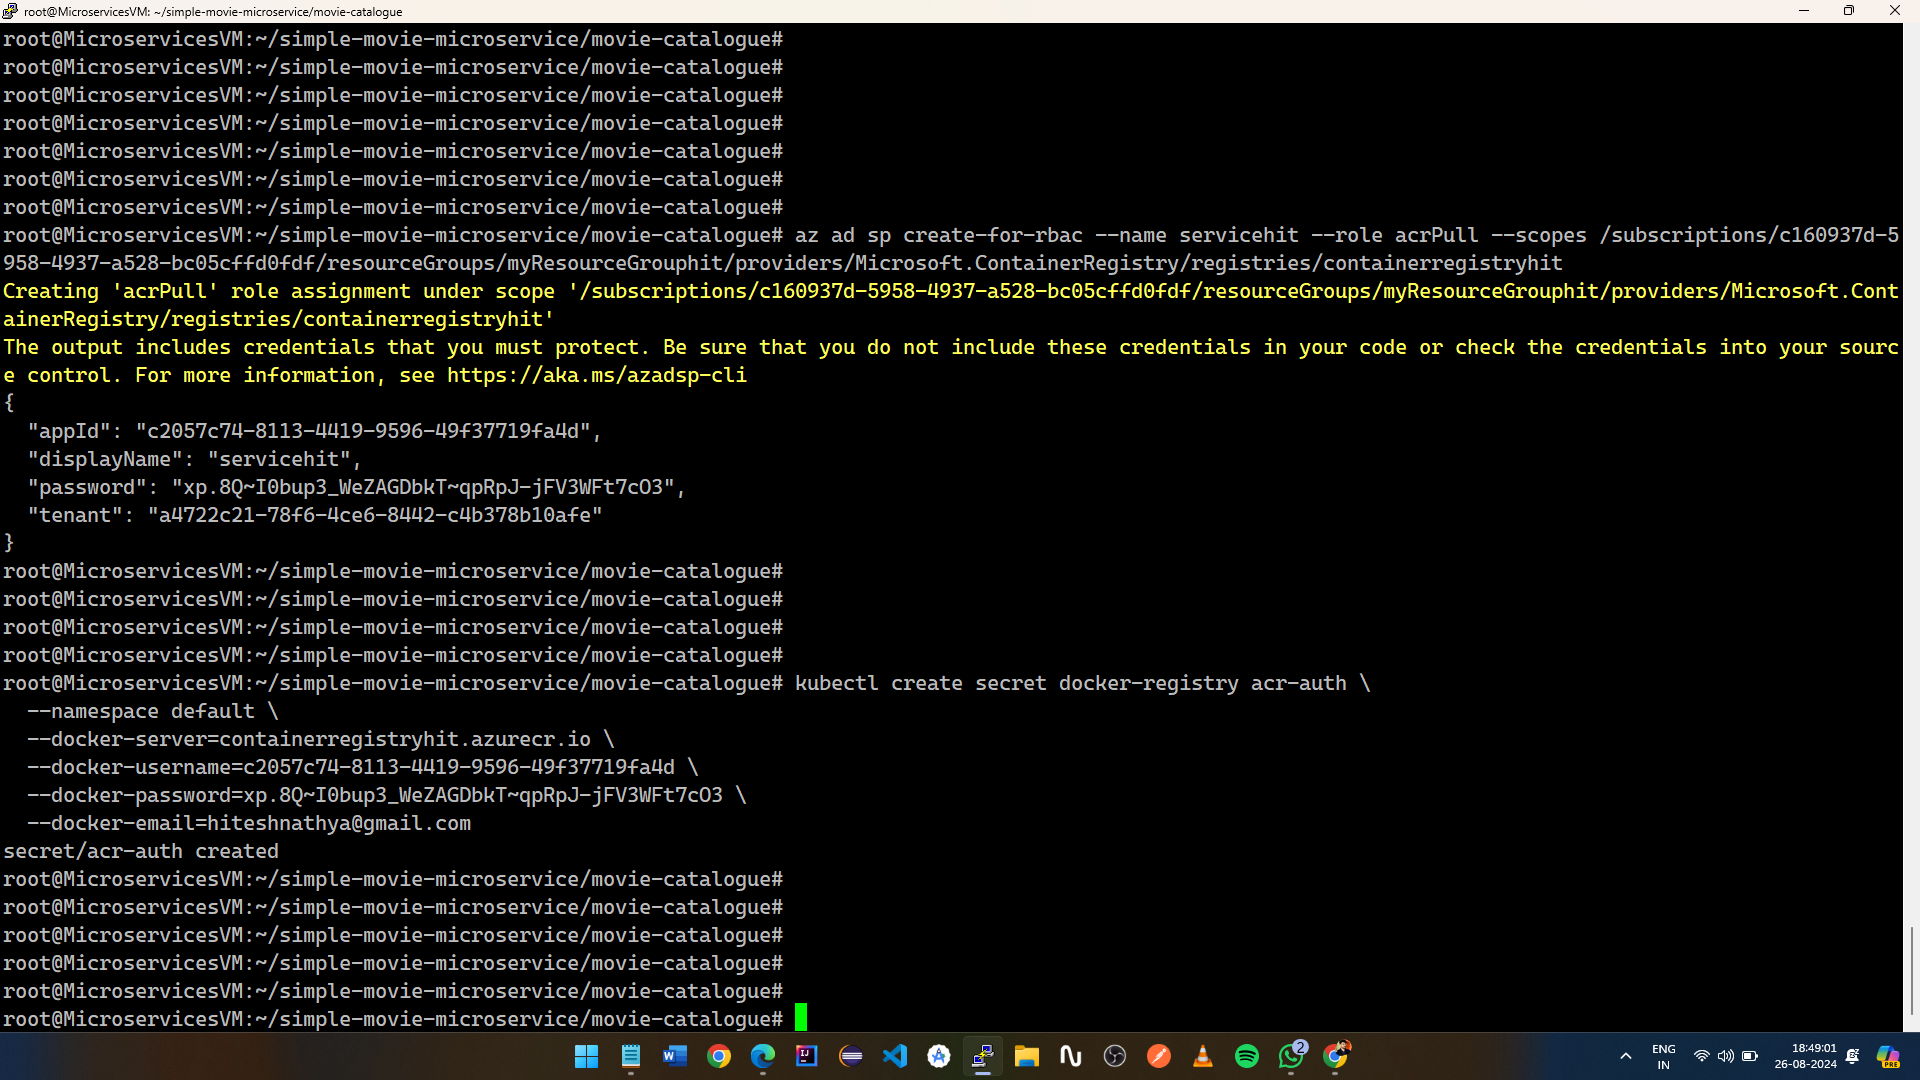 root@MicroservicesVM: ~/simple-movie-microservice/movie-catalogue
root@MicroservicesVM:~/simple-movie-microservice/movie-catalogue#
root@MicroservicesVM:~/simple-movie-microservice/movie-catalogue#
root@MicroservicesVM:~/simple-movie-microservice/movie-catalogue#
root@MicroservicesVM:~/simple-movie-microservice/movie-catalogue#
root@MicroservicesVM:~/simple-movie-microservice/movie-catalogue#
root@MicroservicesVM:~/simple-movie-microservice/movie-catalogue#
root@MicroservicesVM:~/simple-movie-microservice/movie-catalogue#
root@MicroservicesVM:~/simple-movie-microservice/movie-catalogue# az ad sp create-for-rbac --name servicehit --role acrPull --scopes /subscriptions/c160937d-5
958-4937-a528-bc05cffd0fdf/resourceGroups/myResourceGrouphit/providers/Microsoft.ContainerRegistry/registries/containerregistryhit
Creating 'acrPull' role assignment under scope '/subscriptions/c160937d-5958-4937-a528-bc05cffd0fdf/resourceGroups/myResourceGrouphit/providers/Microsoft.Cont
ainerRegistry/registries/containerregistryhit'
The output includes credentials that you must protect. Be sure that you do not include these credentials in your code or check the credentials into your sourc
e control. For more information, see https://aka.ms/azadsp-cli
{
  "appId": "c2057c74-8113-4419-9596-49f37719fa4d",
  "displayName": "servicehit",
  "password": "xp.8Q~I0bup3_WeZAGDbkT~qpRpJ-jFV3WFt7cO3",
  "tenant": "a4722c21-78f6-4ce6-8442-c4b378b10afe"
}
root@MicroservicesVM:~/simple-movie-microservice/movie-catalogue#
root@MicroservicesVM:~/simple-movie-microservice/movie-catalogue#
root@MicroservicesVM:~/simple-movie-microservice/movie-catalogue#
root@MicroservicesVM:~/simple-movie-microservice/movie-catalogue#
root@MicroservicesVM:~/simple-movie-microservice/movie-catalogue# kubectl create secret docker-registry acr-auth \
  --namespace default \
  --docker-server=containerregistryhit.azurecr.io \
  --docker-username=c2057c74-8113-4419-9596-49f37719fa4d \
  --docker-password=xp.8Q~I0bup3_WeZAGDbkT~qpRpJ-jFV3WFt7cO3 \
  --docker-email=hiteshnathya@gmail.com
secret/acr-auth created
root@MicroservicesVM:~/simple-movie-microservice/movie-catalogue#
root@MicroservicesVM:~/simple-movie-microservice/movie-catalogue#
root@MicroservicesVM:~/simple-movie-microservice/movie-catalogue#
root@MicroservicesVM:~/simple-movie-microservice/movie-catalogue#
root@MicroservicesVM:~/simple-movie-microservice/movie-catalogue#
root@MicroservicesVM:~/simple-movie-microservice/movie-catalogue#
2
ENG
IN
18:49:01
26-08-2024
PRE